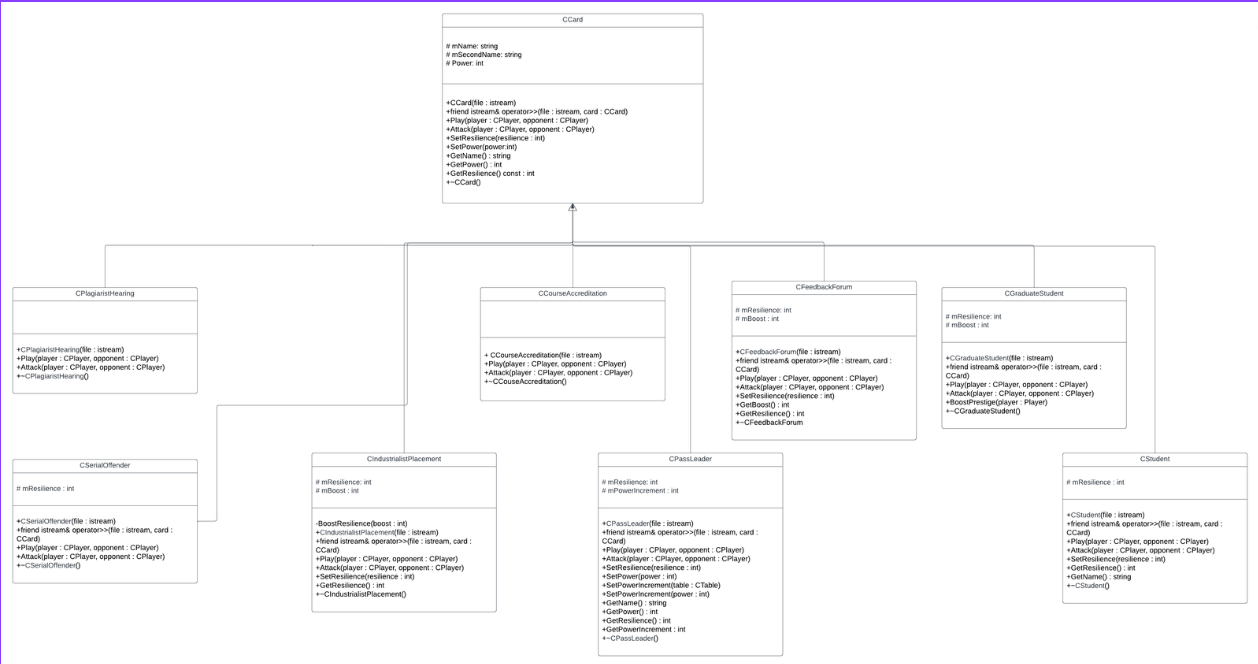 CCard
# mName: string
# mSecondName: string
# Power: int
+CCard(file : istream)
+friend istream& operator>>(file : istream, card : CCard)
+Play(player : CPlayer, opponent : CPlayer)
+Attack(player : CPlayer, opponent : CPlayer)
+SetResilience(resilience : int)
+SetPower(power:int)
+GetName() : string
+GetPower() : int
+GetResilience() const : int
+~CCard()
CPlagiaristHearing
+CPlagiaristHearing(file : istream)
+Play(player : CPlayer, opponent : CPlayer)
+Attack(player : CPlayer, opponent : CPlayer)
+~CPlagiaristHearing()
CCourseAccreditation
+ CCourseAccreditation(file : istream)
+Play(player : CPlayer, opponent : CPlayer)
+Attack(player : CPlayer, opponent : CPlayer)
+~CCouseAccreditation()
CFeedbackForum
# mResilience: int
# mBoost : int
+CFeedbackForum(file : istream)
+friend istream& operator>>(file : istream, card :
CCard)
+Play(player : CPlayer, opponent : CPlayer)
+Attack(player : CPlayer, opponent : CPlayer)
+SetResilience(resilience : int)
+GetBoost() : int
+GetResilience() : int
+~CFeedbackForum
CGraduateStudent
# mResilience: int
# mBoost : int
+CGraduateStudent(file : istream)
+friend istream& operator>>(file : istream, card :
CCard)
+Play(player : CPlayer, opponent : CPlayer)
+Attack(player : CPlayer, opponent : CPlayer)
+BoostPrestige(player : Player)
+~CGraduateStudent()
CSerialOffender
# mResilience : int
+CSerialOffender(file : istream)
+friend istream& operator>>(file : istream, card :
CCard)
+Play(player : CPlayer, opponent : CPlayer)
+Attack(player : CPlayer, opponent : CPlayer)
+~CSerialOffender()
CIndustrialistPlacement
# mResilience: int
# mBoost : int
-BoostResilience(boost : int)
+CIndustrialistPlacement(file : istream)
+friend istream& operator>>(file : istream, card :
CCard)
+Play(player : CPlayer, opponent : CPlayer)
+Attack(player : CPlayer, opponent : CPlayer)
+SetResilience(resilience : int)
+GetResilience() : int
+~CIndustrialistPlacement()
CPassLeader
# mResilience: int
# mPowerIncrement : int
+CPassLeader(file : istream)
+friend istream& operator>>(file : istream, card :
CCard)
+Play(player : CPlayer, opponent : CPlayer)
+Attack(player : CPlayer, opponent : CPlayer)
+SetResilience(resilience : int)
+SetPower(power : int)
+SetPowerIncrement(table : CTable)
+SetPowerIncrement(power : int)
+GetName() : string
+GetPower() : int
+GetResilience() : int
+GetPowerIncrement : int
+~CPassLeader()
CStudent
# mResilience : int
+CStudent(file : istream)
+friend istream& operator>>(file : istream, card :
CCard)
+Play(player : CPlayer, opponent : CPlayer)
+Attack(player : CPlayer, opponent : CPlayer)
+SetResilience(resilience : int)
+GetResilience() : int
+GetName() : string
+~CStudent()